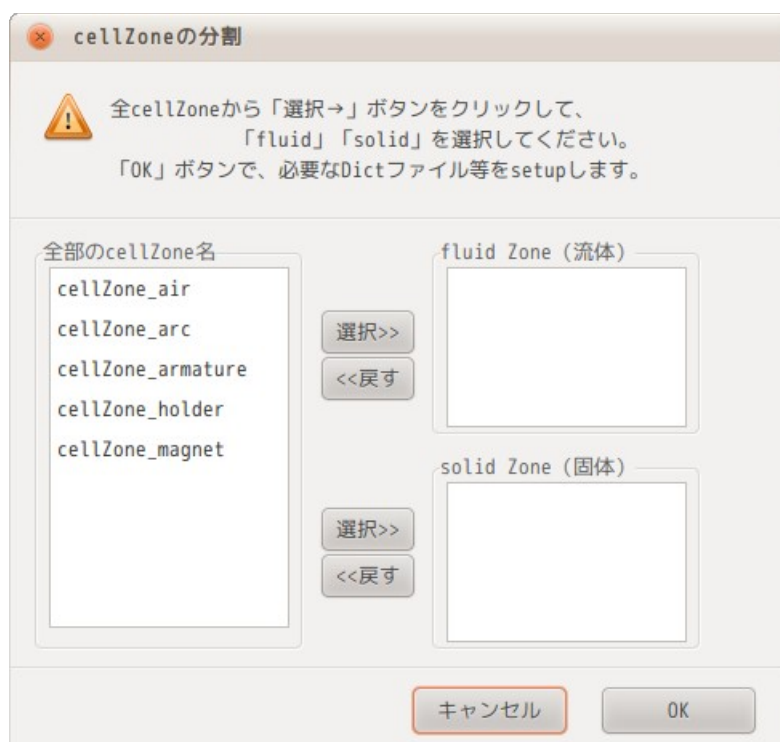 cellZoneの分割
全cellZoneから「選択→」ボタンをクリックして、
「fluid」「solid」を選択してください。
「OK」ボタンで、必要なDictファイル等をsetupします。
全部のcellZone名
cellZone_air
cellZone_arc
cellZone_armature
cellZone_holder
cellZone_magnet
選択>>
<<戻す
fluid Zone (流体)
選択>>
<<戻す
solid Zone (固体)
キャンセル
OK